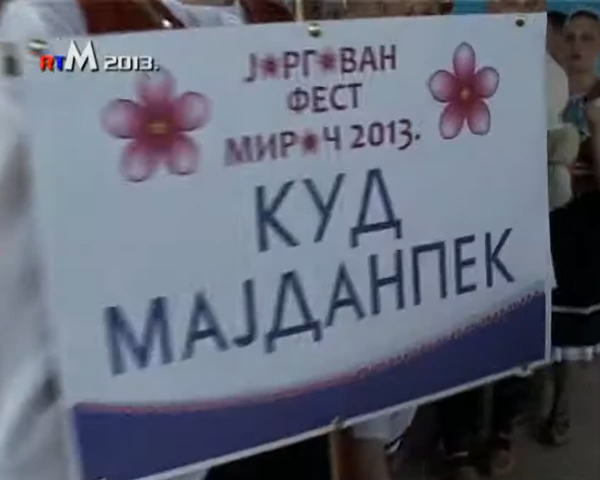 RTM 2013.
ЈОРГОВАН
ФЕСТ
МИРОЧ 2013.
КУД
МАЈДАНПЕК